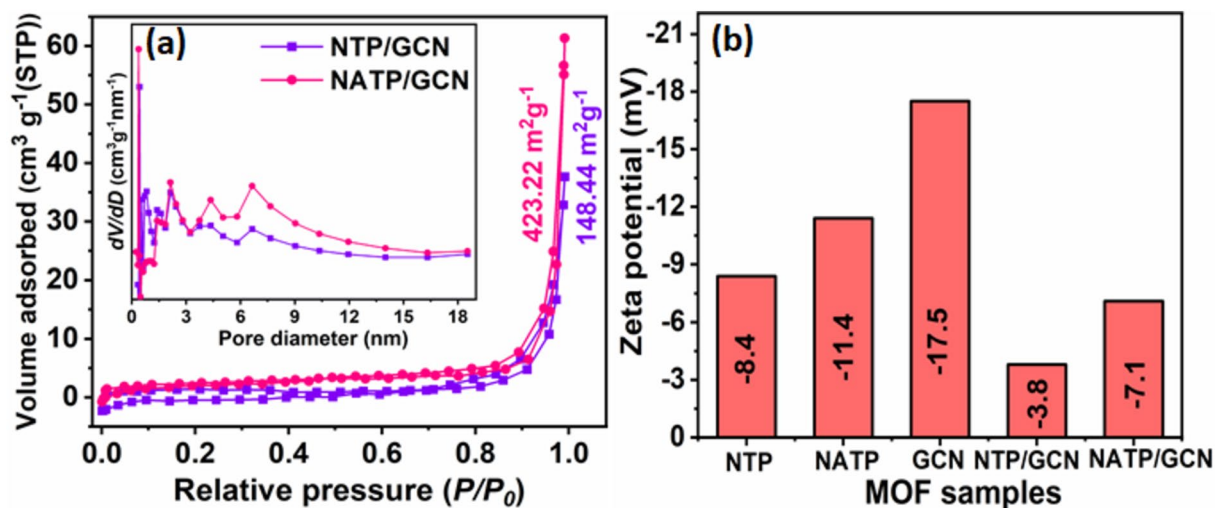 (a)
NTP/GCN
NATP/GCN
dV/dD (cm³g⁻¹nm⁻¹)
0 3 6 9 12 15 18
Pore diameter (nm)
423.22 m²g⁻¹
148.44 m²g⁻¹
Volume adsorbed (cm³ g⁻¹(STP))
60
50
40
30
20
10
0
0.0 0.2 0.4 0.6 0.8 1.0
Relative pressure (P/P₀)
(b)
Zeta potential (mV)
-21
-18
-15
-12
-9
-6
-3
0
-8.4
-11.4
-17.5
-3.8
-7.1
NTP NATP GCN NTP/GCN NATP/GCN
MOF samples